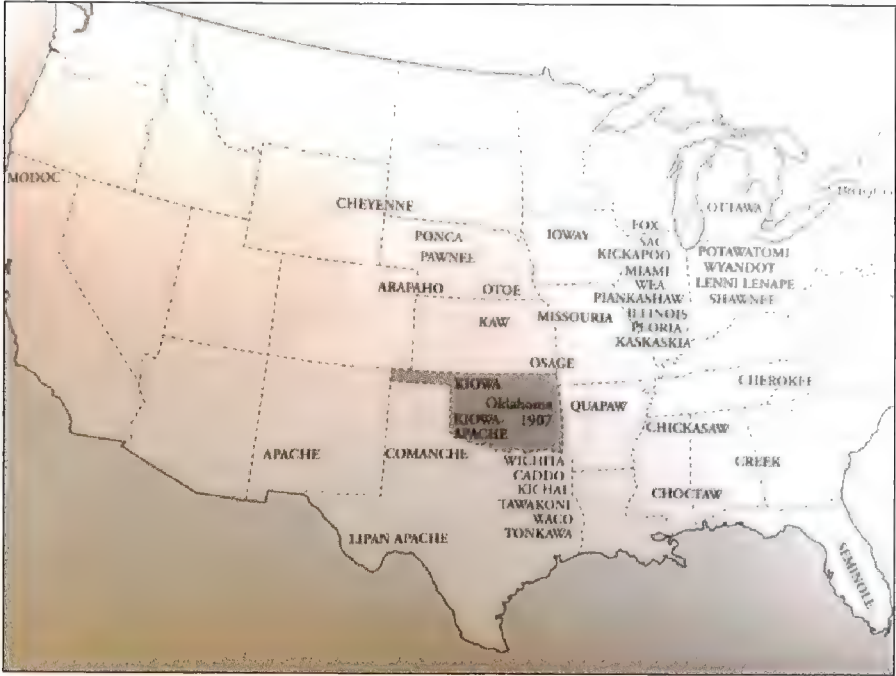 MODOC
CHEYENNE
PONCA
PAWNEE
ARAPAHO
OTOE
KAW
IOWAY
MISSOURIA
OSAGE
FOX
SAC
KICKAPOO
MIAMI
WEA
PIANKASHAW
ILLINOIS
PEORIA
KASKASKIA
OTTAWA
POTAWATOMI
WYANDOT
LENNI LENAPE
SHAWNEE
KIOWA
Oklahoma
1907
KIOWA-
APACHE
QUAPAW
CHEROKEE
CHICKASAW
CREEK
CHOCTAW
SEMINOLE
APACHE
COMANCHE
LIPAN APACHE
WICHITA
CADDO
KICHAI
TAWAKONI
WACO
TONKAWA